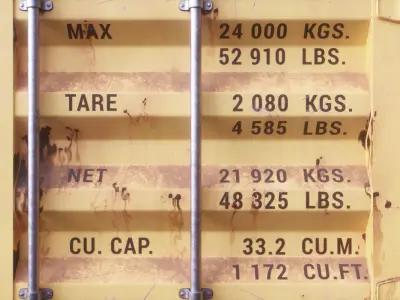 MAX 24 000 KGS.
52 910 LBS.
TARE 2 080 KGS.
4 585 LBS.
NET 21 920 KGS.
48 325 LBS.
CU. CAP. 33.2 CU.M.
1 172 CU.FT.